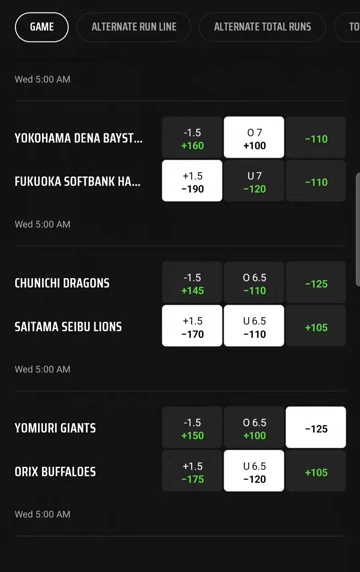 GAME ALTERNATE RUN LINE ALTERNATE TOTAL RUNS TO
Wed 5:00 AM
YOKOHAMA DENA BAYST... -1.5 +160 O 7 +100 −110
FUKUOKA SOFTBANK HA... +1.5 −190 U 7 −120 −110
Wed 5:00 AM
CHUNICHI DRAGONS -1.5 +145 O 6.5 −110 −125
SAITAMA SEIBU LIONS +1.5 −170 U 6.5 −110 +105
Wed 5:00 AM
YOMIURI GIANTS -1.5 +150 O 6.5 +100 −125
ORIX BUFFALOES +1.5 −175 U 6.5 −120 +105
Wed 5:00 AM